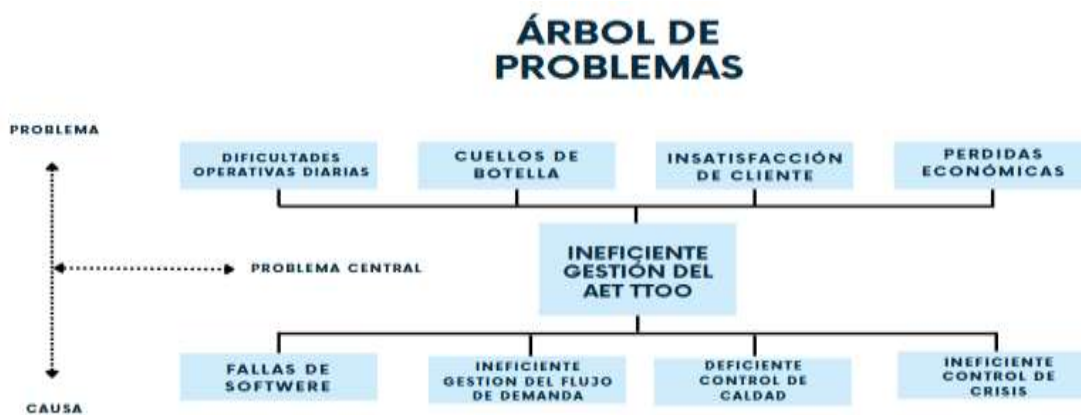 ÁRBOL DE
PROBLEMAS
PROBLEMA
DIFICULTADES
OPERATIVAS DIARIAS
CUELLOS DE
BOTELLA
INSATISFACCIÓN
DE CLIENTE
PERDIDAS
ECONÓMICAS
INEFICIENTE
GESTIÓN DEL
AET TTOO
PROBLEMA CENTRAL
FALLAS DE
SOFTWERE
INEFICIENTE
GESTION DEL FLUJO
DE DEMANDA
DEFICIENTE
CONTROL DE
CALDAD
INEFICIENTE
CONTROL DE
CRISIS
CAUSA